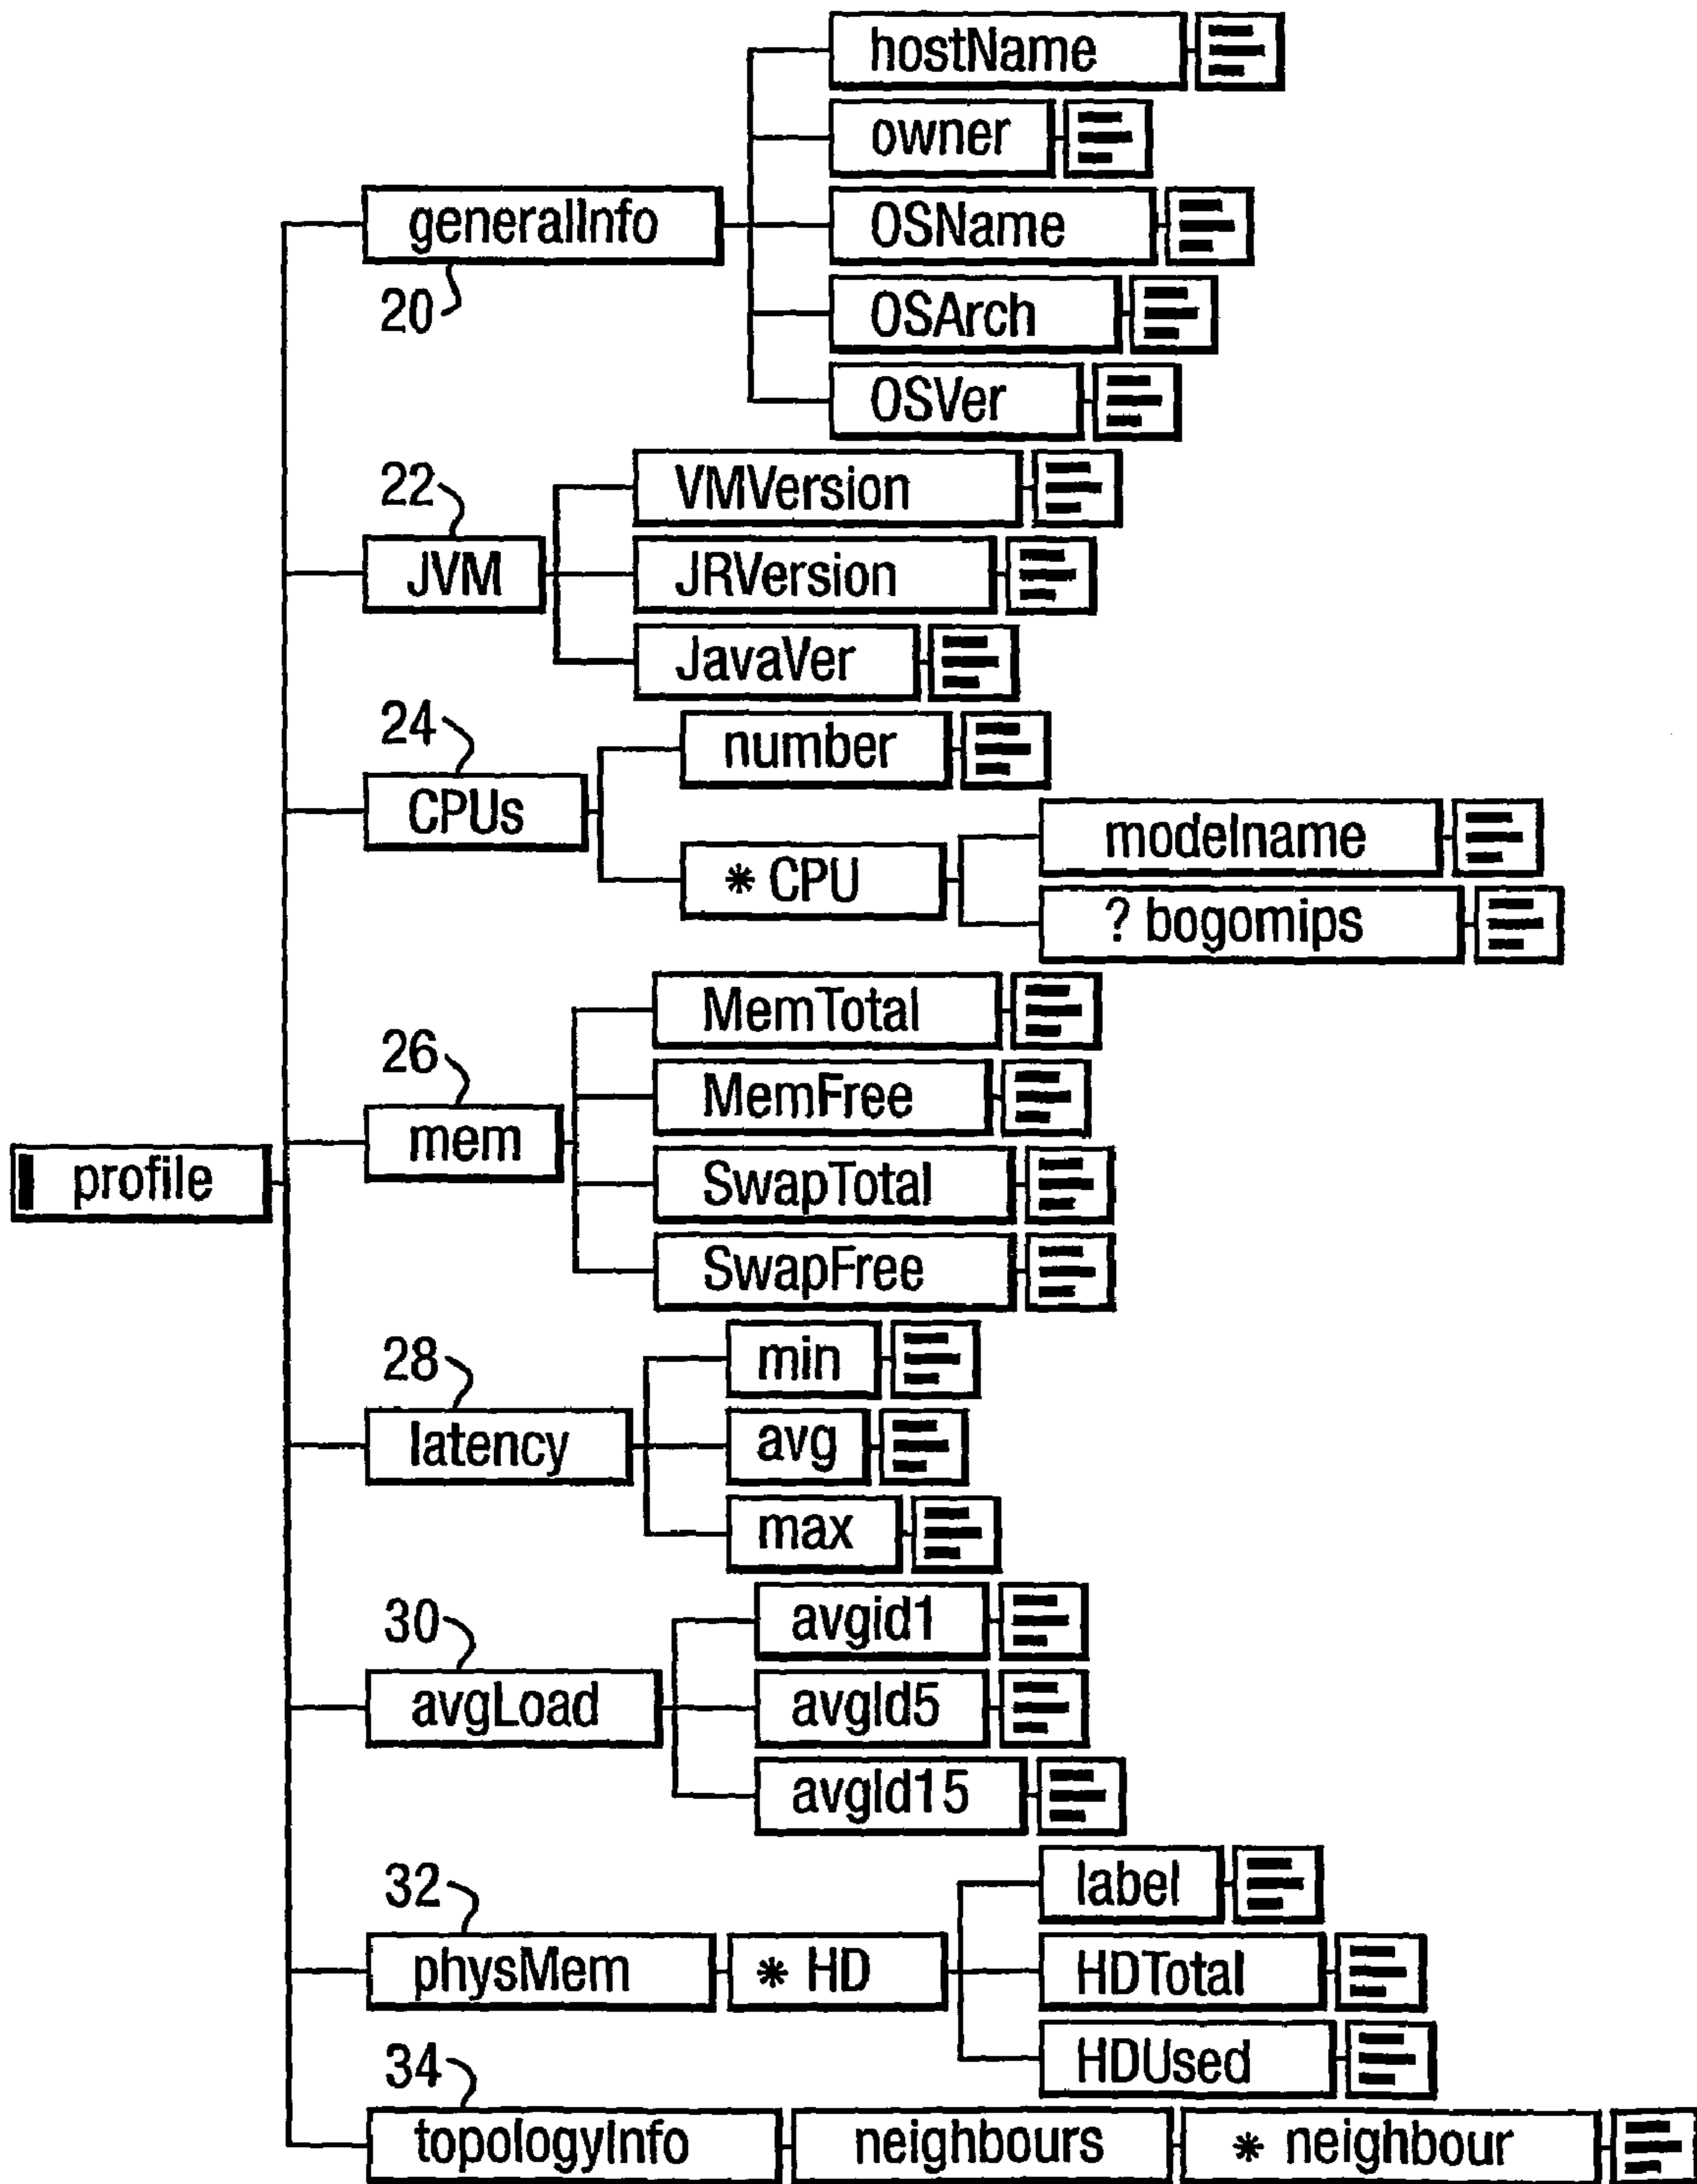 hostName
owner
generalInfo
OSName
20
OSArch
OSVer
22
VMVersion
JVM
JRVersion
JavaVer
24
number
CPUs
modelname
* CPU
? bogomips
MemTotal
26
MemFree
mem
profile
SwapTotal
SwapFree
28
min
latency
avg
max
30
avgid1
avgLoad
avgld5
avgld15
32
label
physMem
* HD
HDTotal
HDUsed
34
topologyInfo
neighbours
* neighbour